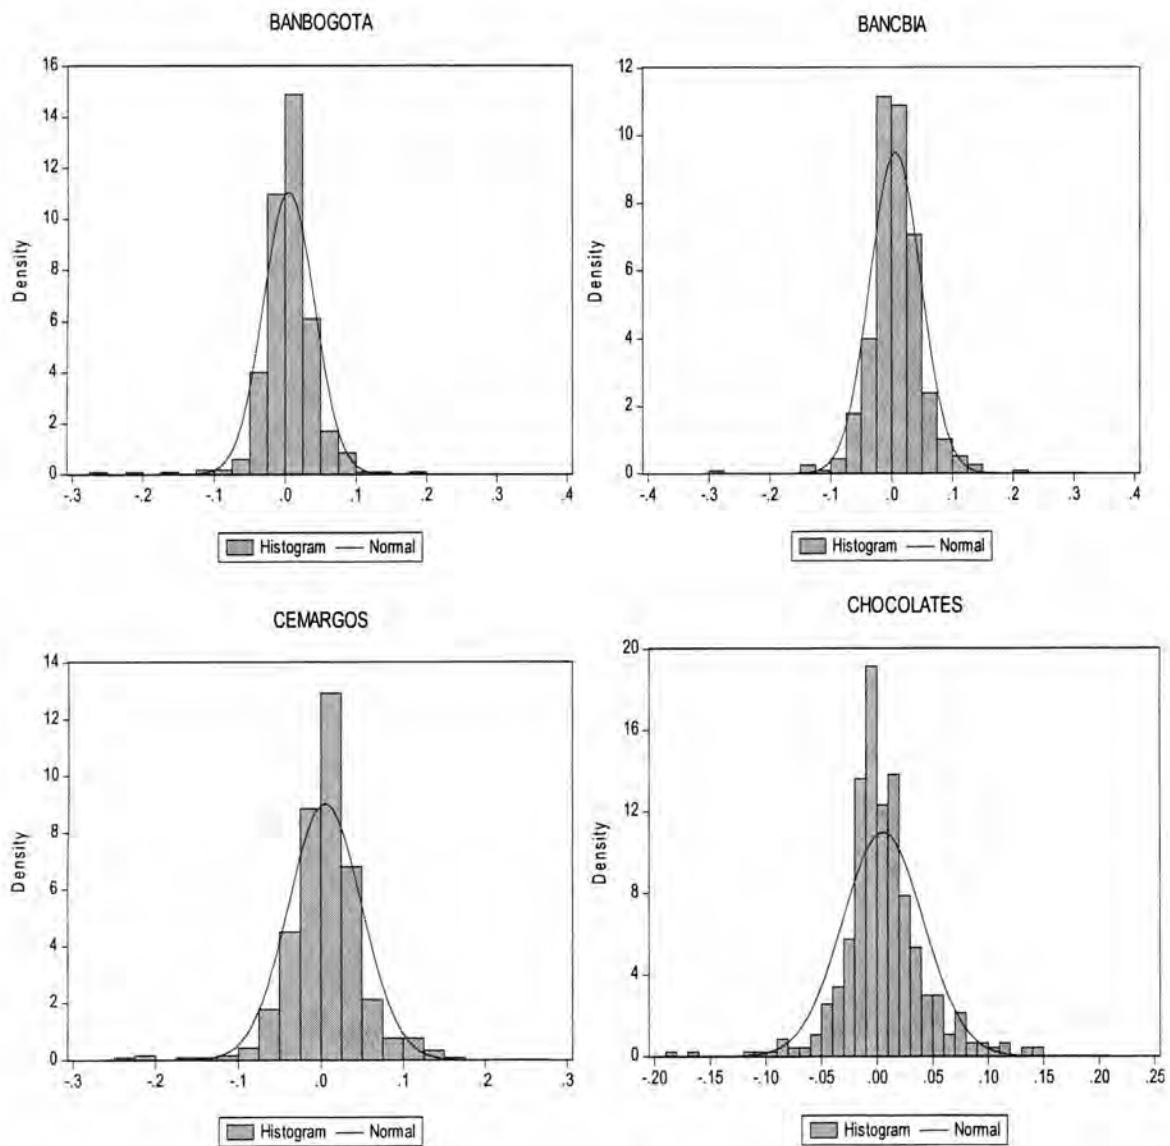 BANBOGOTA
16
14
12
10
8
6
4
2
0
Density
-.3 -.2 -.1 .0 .1 .2 .3 .4
Histogram Normal
BANCBIA
12
10
8
6
4
2
0
Density
-.4 -.3 -.2 -.1 .0 .1 .2 .3 .4
Histogram Normal
CEMARGOS
14
12
10
8
6
4
2
0
Density
-.3 -.2 -.1 .0 .1 .2 .3
Histogram Normal
CHOCOLATES
20
16
12
8
4
0
Density
-.20 -.15 -.10 -.05 .00 .05 .10 .15 .20 .25
Histogram Normal